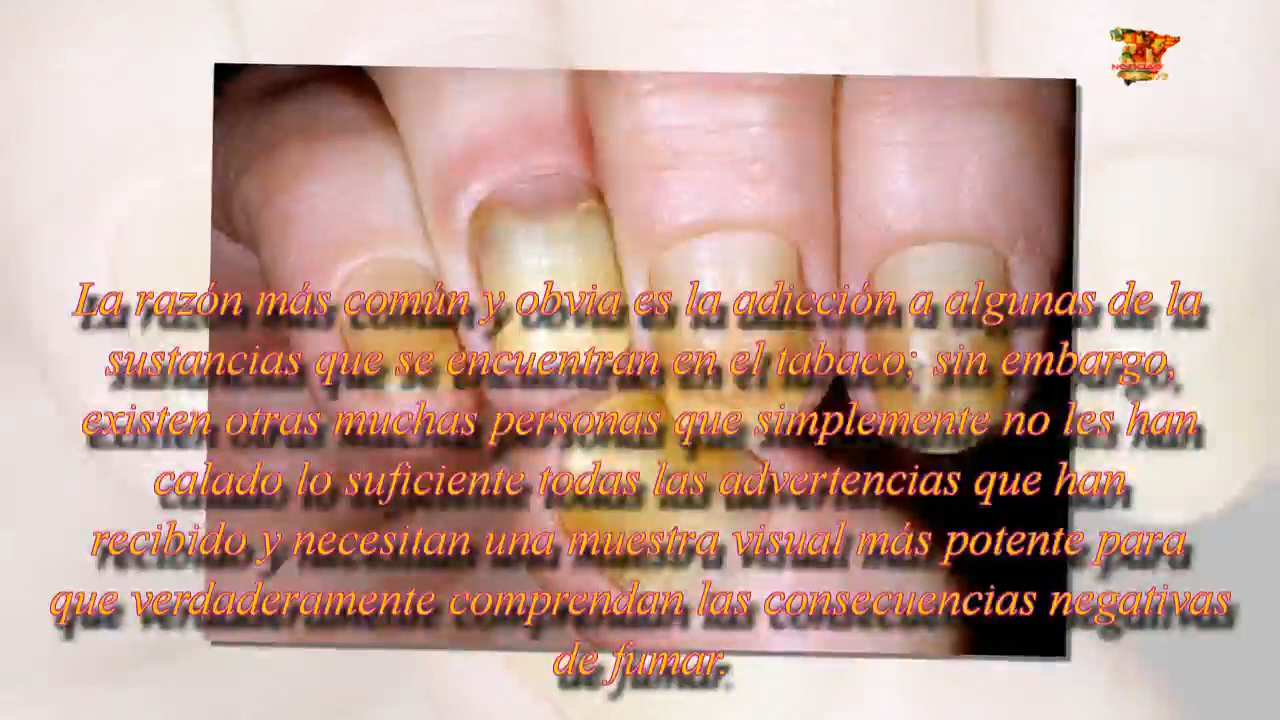 NOTICIAS
La razón más común y obvia es la adicción a algunas de la
sustancias que se encuentran en el tabaco; sin embargo,
existen otras muchas personas que simplemente no les han
calado lo suficiente todas las advertencias que han
recibido y necesitan una muestra visual más potente para
que verdaderamente comprendan las consecuencias negativas
de fumar.